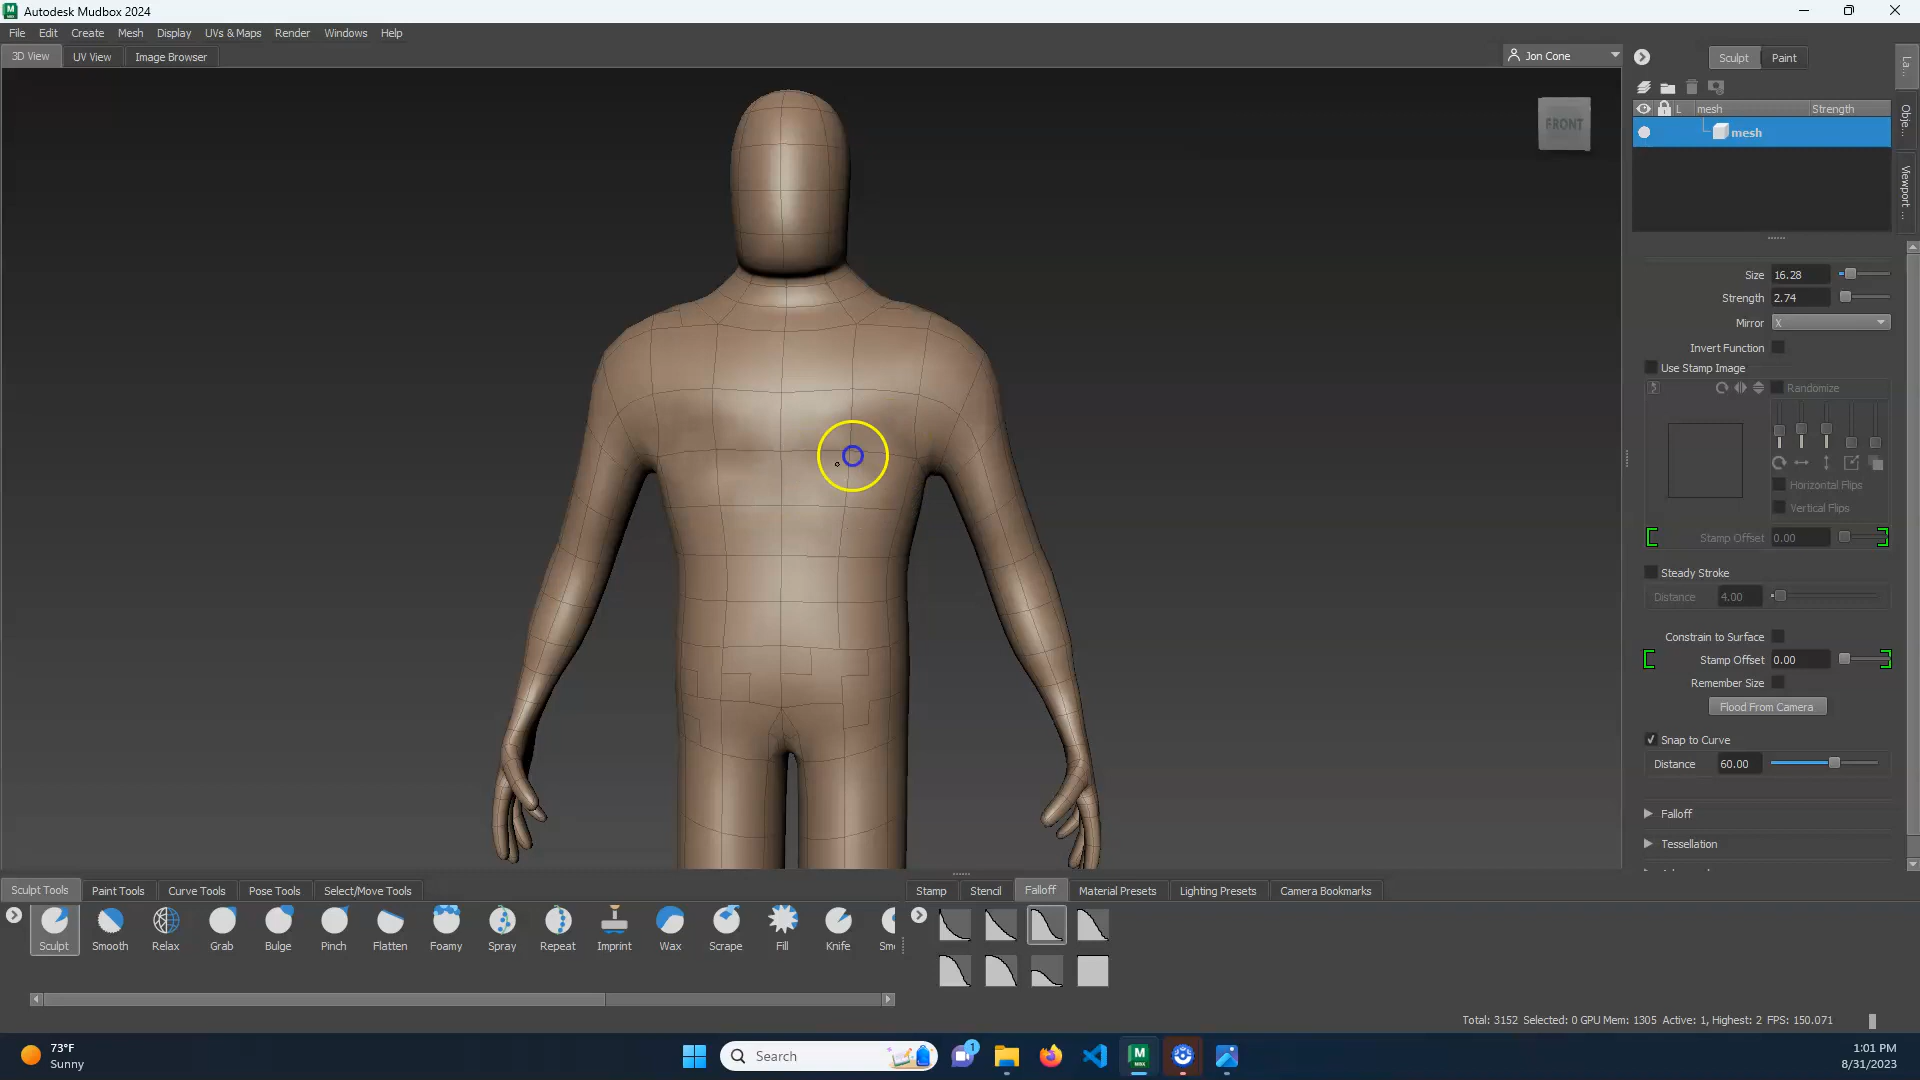 Autodesk Mudbox 2024
File Edit Create Mesh Display UVs & Maps Render Windows Help
3D View UV View Image Browser
Jon Cone
Sculpt Paint
La...
L mesh Strength
mesh
Obje...
Viewport ...
FRONT
Size 16.28
Strength 2.74
Mirror X
Invert Function
Use Stamp Image
Randomize
Horizontal Flips
Vertical Flips
Stamp Offset 0.00
Steady Stroke
Distance 4.00
Constrain to Surface
Stamp Offset 0.00
Remember Size
Flood From Camera
Snap to Curve
Distance 60.00
Falloff
Tessellation
Sculpt Tools Paint Tools Curve Tools Pose Tools Select/Move Tools
Stamp Stencil Falloff Material Presets Lighting Presets Camera Bookmarks
Sculpt Smooth Relax Grab Bulge Pinch Flatten Foamy Spray Repeat Imprint Wax Scrape Fill Knife Sme
Total: 3152 Selected: 0 GPU Mem: 1305 Active: 1, Highest: 2 FPS: 150.071
73°F
Sunny
Search
1
1:01 PM
8/31/2023